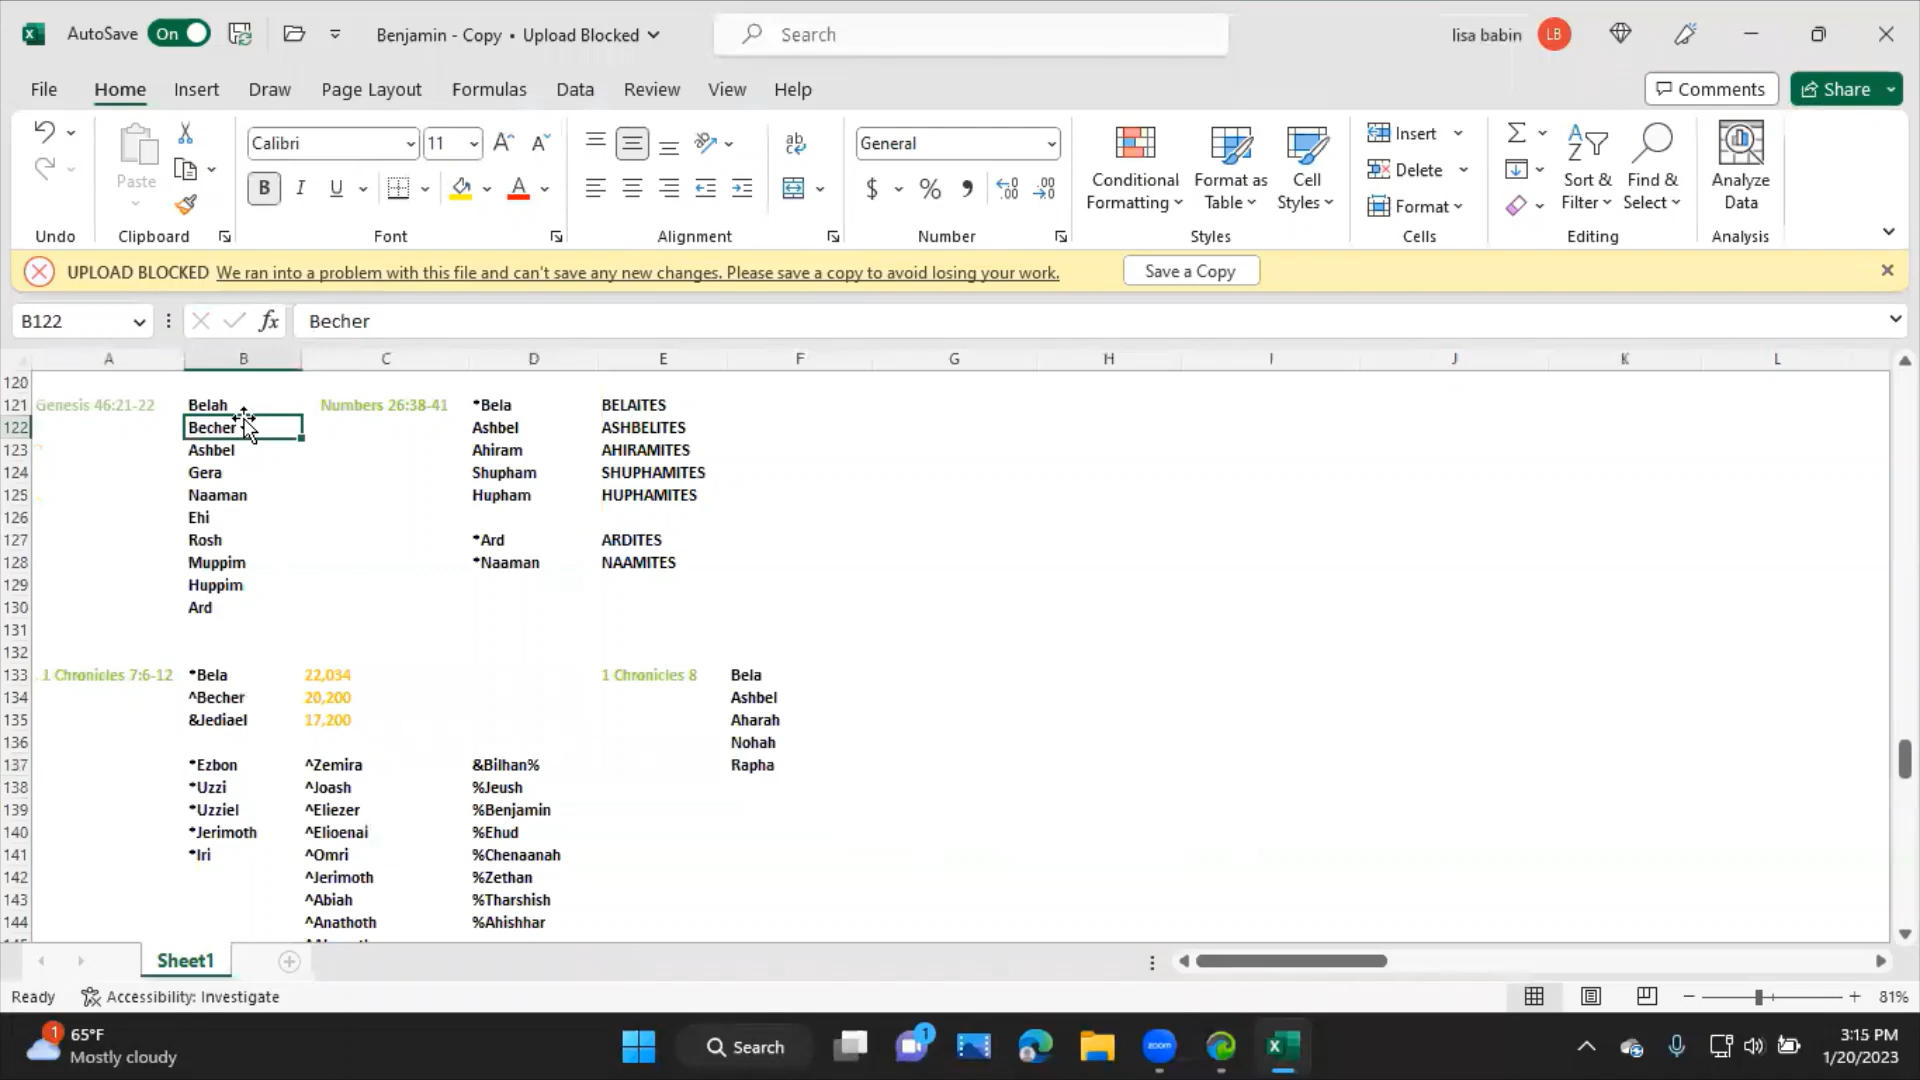 AutoSave On Benjamin - Copy • Upload Blocked Search lisa babin LB
File Home Insert Draw Page Layout Formulas Data Review View Help Comments Share
Calibri 11 General Insert
Paste B I U A $ % Conditional Formatting Format as Table Cell Styles Delete Sort & Filter Find & Select Analyze Data
Format
Undo Clipboard Font Alignment Number Styles Cells Editing Analysis
UPLOAD BLOCKED We ran into a problem with this file and can't save any new changes. Please save a copy to avoid losing your work. Save a Copy
B122 fx Becher
A B C D E F G H I J K L
120
121 Genesis 46:21-22 Belah Numbers 26:38-41 *Bela BELAITES
122 Becher Ashbel ASHBELITES
123 Ashbel Ahiram AHIRAMITES
124 Gera Shupham SHUPHAMITES
125 Naaman Hupham HUPHAMITES
126 Ehi
127 Rosh *Ard ARDITES
128 Muppim *Naaman NAAMITES
129 Huppim
130 Ard
131
132
133 1 Chronicles 7:6-12 *Bela 22,034 1 Chronicles 8 Bela
134 ^Becher 20,200 Ashbel
135 &Jediael 17,200 Aharah
136 Nohah
137 *Ezbon ^Zemira &Bilhan% Rapha
138 *Uzzi ^Joash %Jeush
139 *Uzziel ^Eliezer %Benjamin
140 *Jerimoth ^Elioenai %Ehud
141 *Iri ^Omri %Chenaanah
142 ^Jerimoth %Zethan
143 ^Abiah %Tharshish
144 ^Anathoth %Ahishhar
Sheet1
Ready Accessibility: Investigate 81%
1 65°F
Mostly cloudy
Search 1 zoom
3:15 PM
1/20/2023